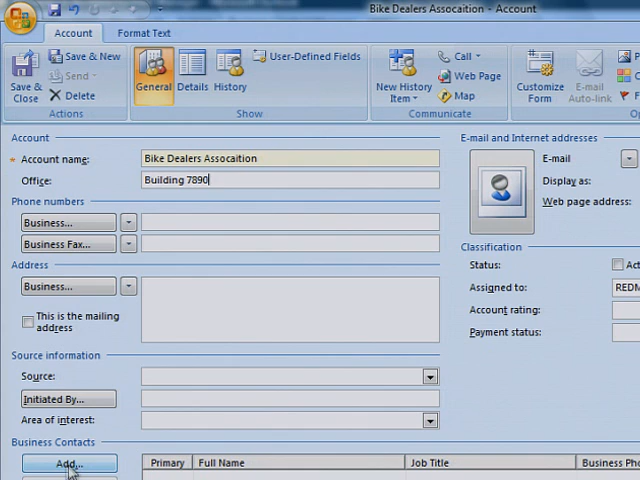 Bike Dealers Assocaition - Account
Account
Format Text
Save & Close
Save & New
Send
Delete
Actions
General
Details
History
User-Defined Fields
Show
New History Item
Call
Web Page
Map
Communicate
Customize Form
E-mail Auto-link
Account
* Account name: Bike Dealers Assocaition
Office: Building 7890
Phone numbers
Business...
Business Fax...
Address
Business...
This is the mailing address
Source information
Source:
Initiated By...
Area of interest:
Business Contacts
Add...
Primary Full Name Job Title Business Pho
E-mail and Internet addresses
E-mail
Display as:
Web page address:
Classification
Status: Act
Assigned to: REDM
Account rating:
Payment status: